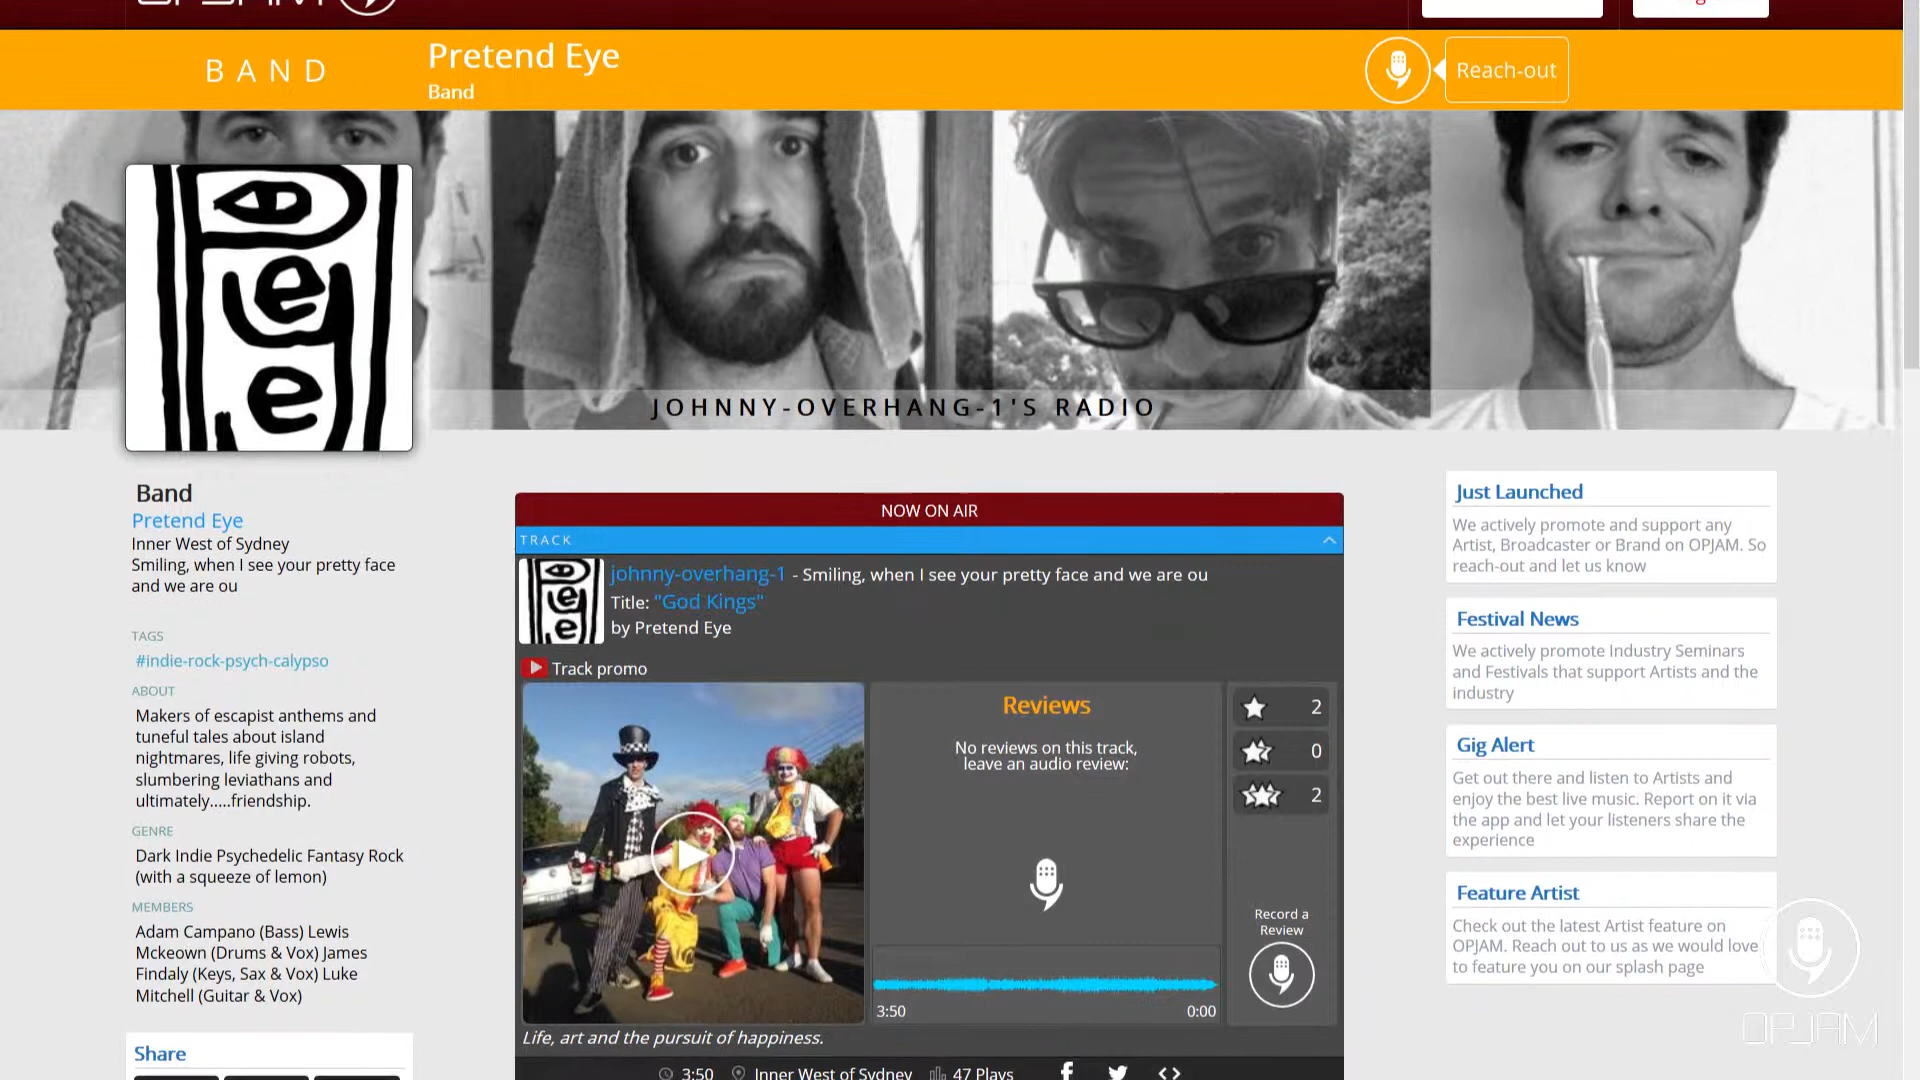 OPJAM
BAND
Pretend Eye
Band
Reach-out
JOHNNY-OVERHANG-1'S RADIO
Band
Pretend Eye
Inner West of Sydney
Smiling, when I see your pretty face
and we are ou
TAGS
#indie-rock-psych-calypso
ABOUT
Makers of escapist anthems and
tuneful tales about island
nightmares, life giving robots,
slumbering leviathans and
ultimately.....friendship.
GENRE
Dark Indie Psychedelic Fantasy Rock
(with a squeeze of lemon)
MEMBERS
Adam Campano (Bass) Lewis
Mckeown (Drums & Vox) James
Findaly (Keys, Sax & Vox) Luke
Mitchell (Guitar & Vox)
Share
NOW ON AIR
TRACK
johnny-overhang-1 - Smiling, when I see your pretty face and we are ou
Title: "God Kings"
by Pretend Eye
Track promo
Reviews
No reviews on this track,
leave an audio review:
2
0
2
Record a
Review
3:50 0:00
Life, art and the pursuit of happiness.
3:50 Inner West of Sydney 47 Plays
Just Launched
We actively promote and support any
Artist, Broadcaster or Brand on OPJAM. So
reach-out and let us know
Festival News
We actively promote Industry Seminars
and Festivals that support Artists and the
industry
Gig Alert
Get out there and listen to Artists and
enjoy the best live music. Report on it via
the app and let your listeners share the
experience
Feature Artist
Check out the latest Artist feature on
OPJAM. Reach out to us as we would love
to feature you on our splash page
OPJAM